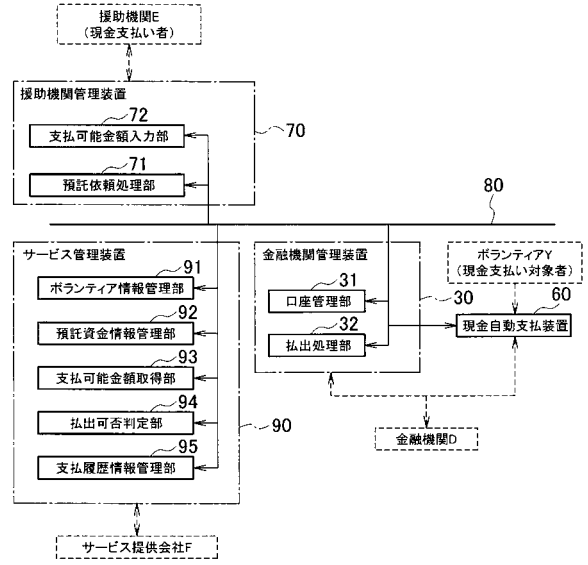 援助機関E
(現金支払い者)
援助機関管理装置
72
支払可能金額入力部
71
預託依頼処理部
70
80
サービス管理装置
91
ボランティア情報管理部
92
預託資金情報管理部
93
支払可能金額取得部
94
払出可否判定部
95
支払履歴情報管理部
90
金融機関管理装置
31
口座管理部
32
払出処理部
30
ボランティアY
(現金支払い対象者)
60
現金自動支払装置
金融機関D
サービス提供会社F